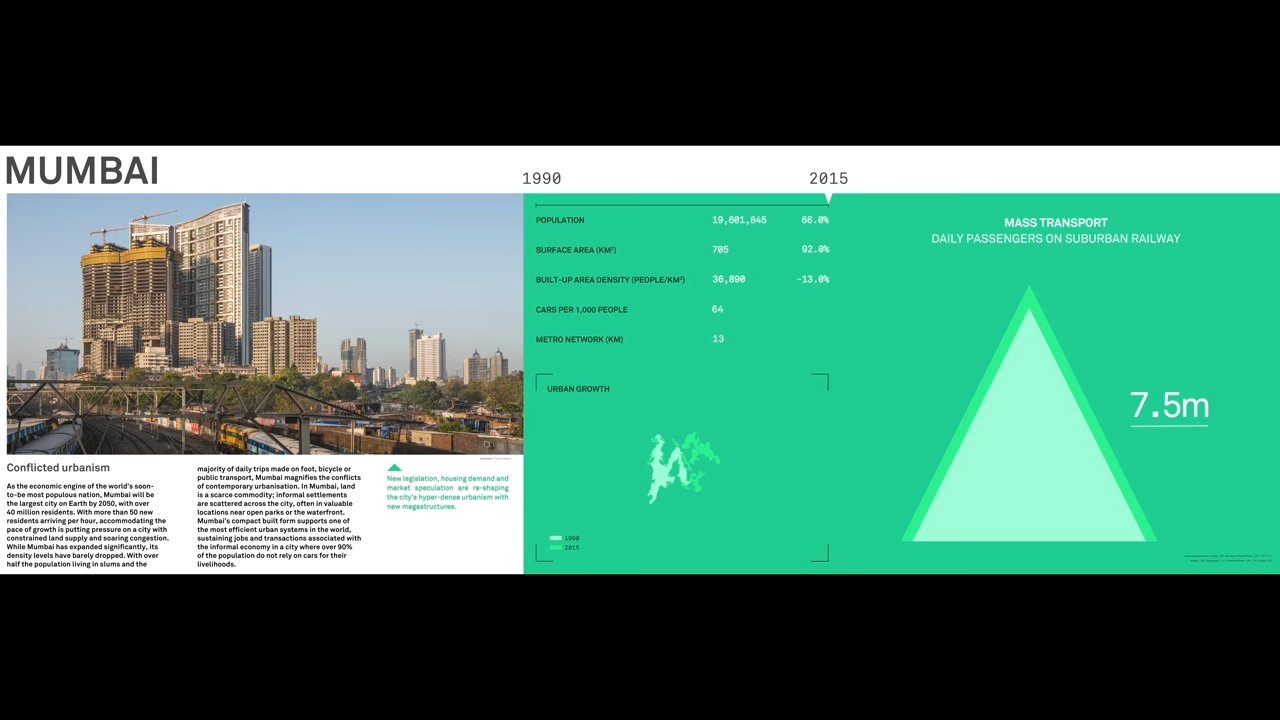 MUMBAI
1990
2015
Conflicted urbanism
As the economic engine of the world's soon-
to-be most populous nation, Mumbai will be
the largest city on Earth by 2050, with over
40 million residents. With more than 50 new
residents arriving per hour, accommodating the
pace of growth is putting pressure on a city with
constrained land supply and soaring congestion.
While Mumbai has expanded significantly, its
density levels have barely dropped. With over
half the population living in slums and the
majority of daily trips made on foot, bicycle or
public transport, Mumbai magnifies the conflicts
of contemporary urbanisation. In Mumbai, land
is a scarce commodity; informal settlements
are scattered across the city, often in valuable
locations near open parks or the waterfront.
Mumbai's compact built form supports one of
the most efficient urban systems in the world,
sustaining jobs and transactions associated with
the informal economy in a city where over 90%
of the population do not rely on cars for their
livelihoods.
New legislation, housing demand and
market speculation are re-shaping
the city's hyper-dense urbanism with
new megastructures.
POPULATION 19,601,845 66.0%
SURFACE AREA (KM²) 705 92.0%
BUILT-UP AREA DENSITY (PEOPLE/KM²) 36,890 -13.0%
CARS PER 1,000 PEOPLE 64
METRO NETWORK (KM) 13
URBAN GROWTH
1990
2015
MASS TRANSPORT
DAILY PASSENGERS ON SUBURBAN RAILWAY
7.5m